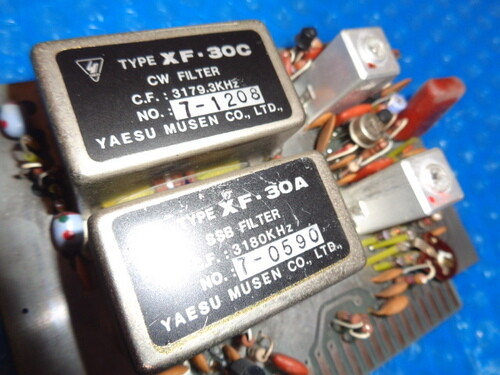 TYPE XF-30C
CW FILTER
C.F.: 3179.3KHz
NO.: 7-1208
YAESU MUSEN CO., LTD.,
TYPE XF-30A
SSB FILTER
F.: 3180KHz
NO.: 7-0590
YAESU MUSEN CO., LTD.,